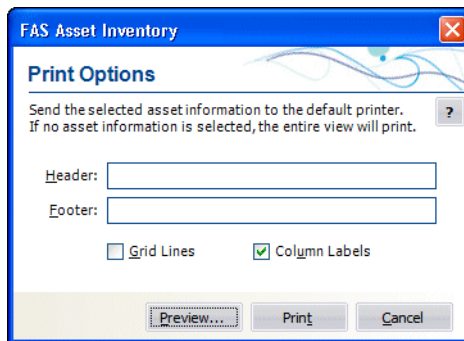 FAS Asset Inventory
Print Options
Send the selected asset information to the default printer.
If no asset information is selected, the entire view will print.
?
Header:
Footer:
Grid Lines
Column Labels
Preview...
Print
Cancel